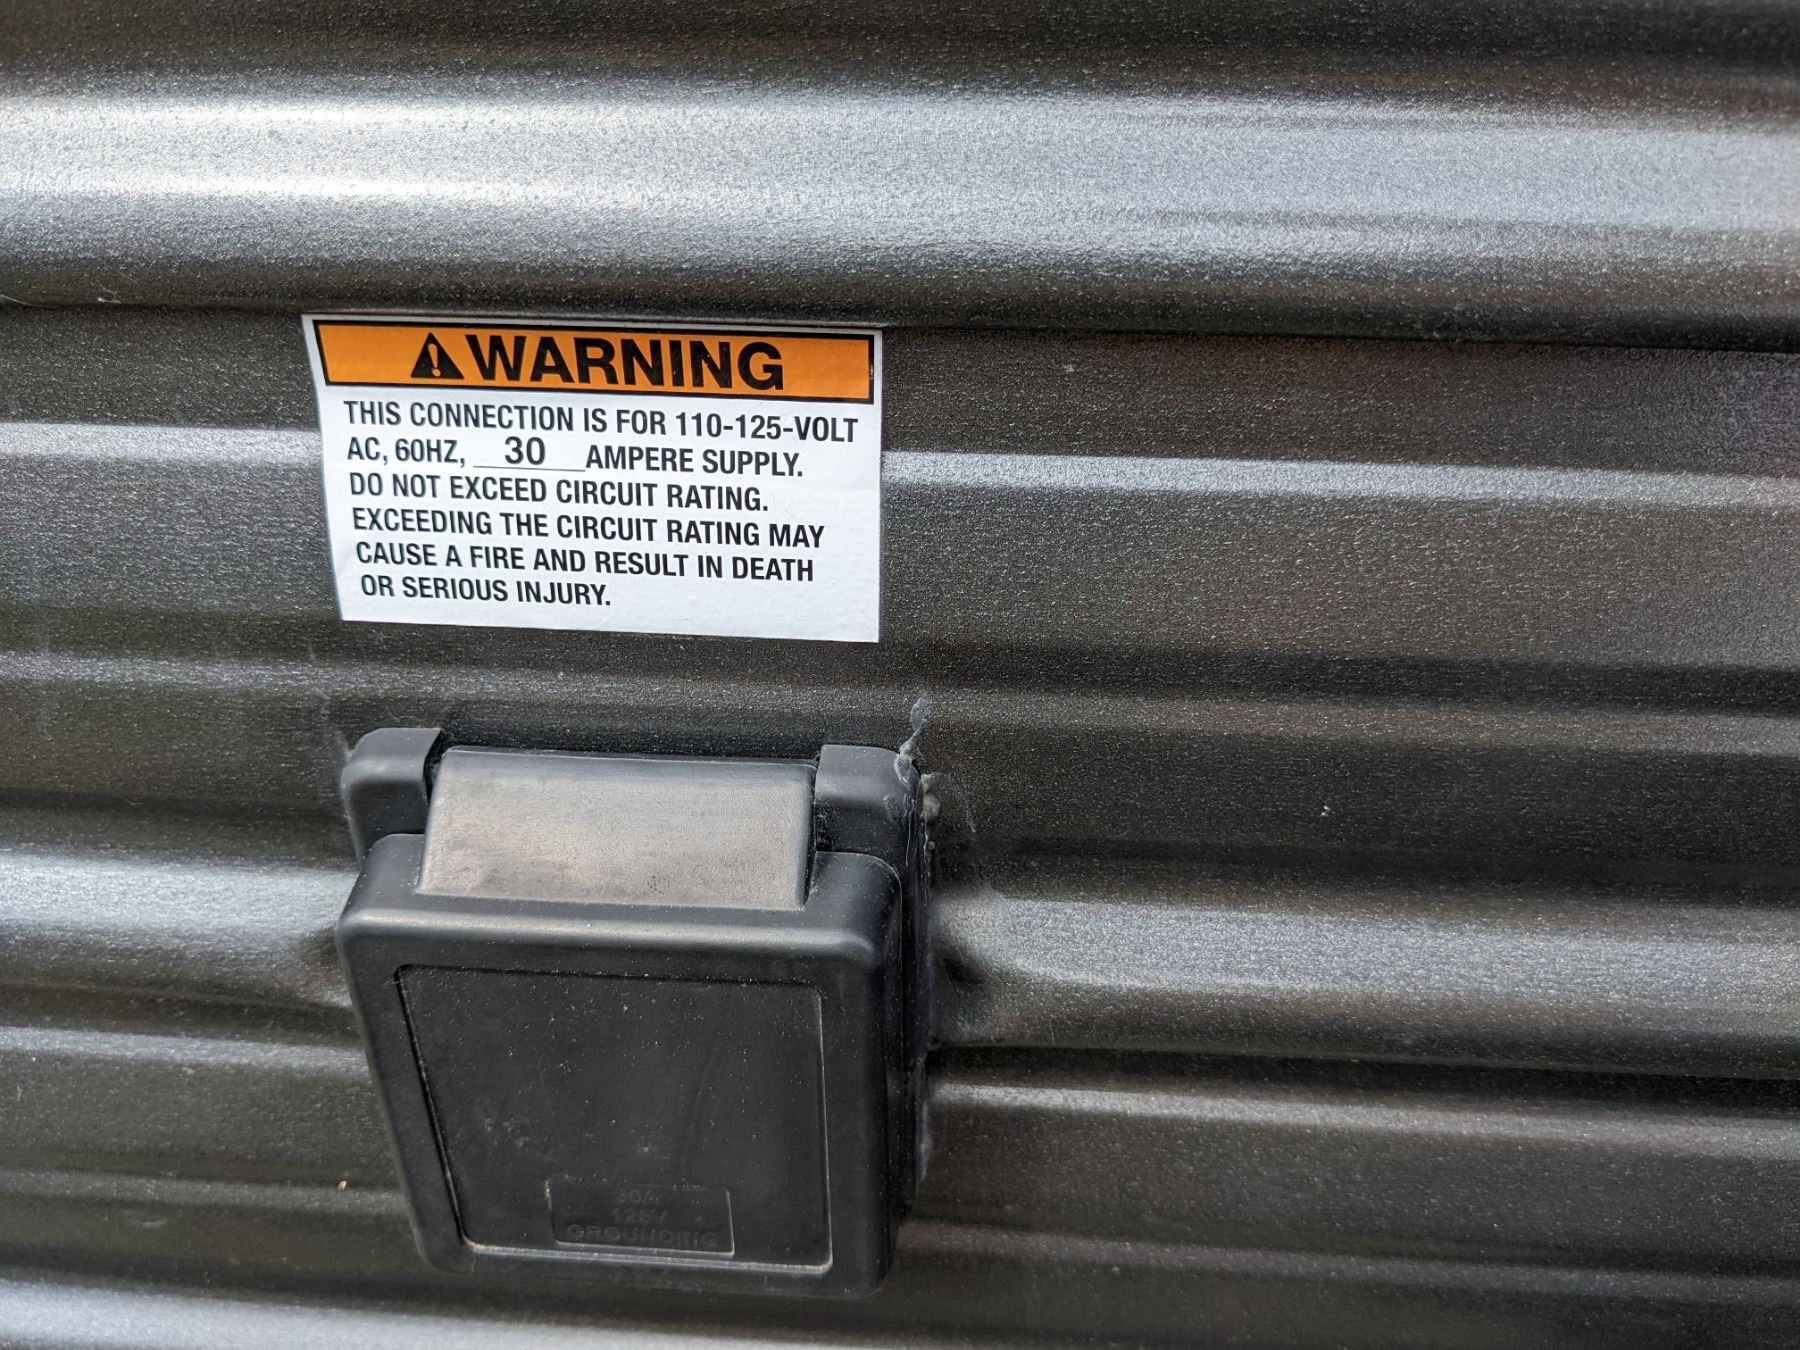 WARNING
THIS CONNECTION IS FOR 110-125-VOLT
AC, 60HZ, 30 AMPERE SUPPLY.
DO NOT EXCEED CIRCUIT RATING.
EXCEEDING THE CIRCUIT RATING MAY
CAUSE A FIRE AND RESULT IN DEATH
OR SERIOUS INJURY.
30A
125V
GROUNDING